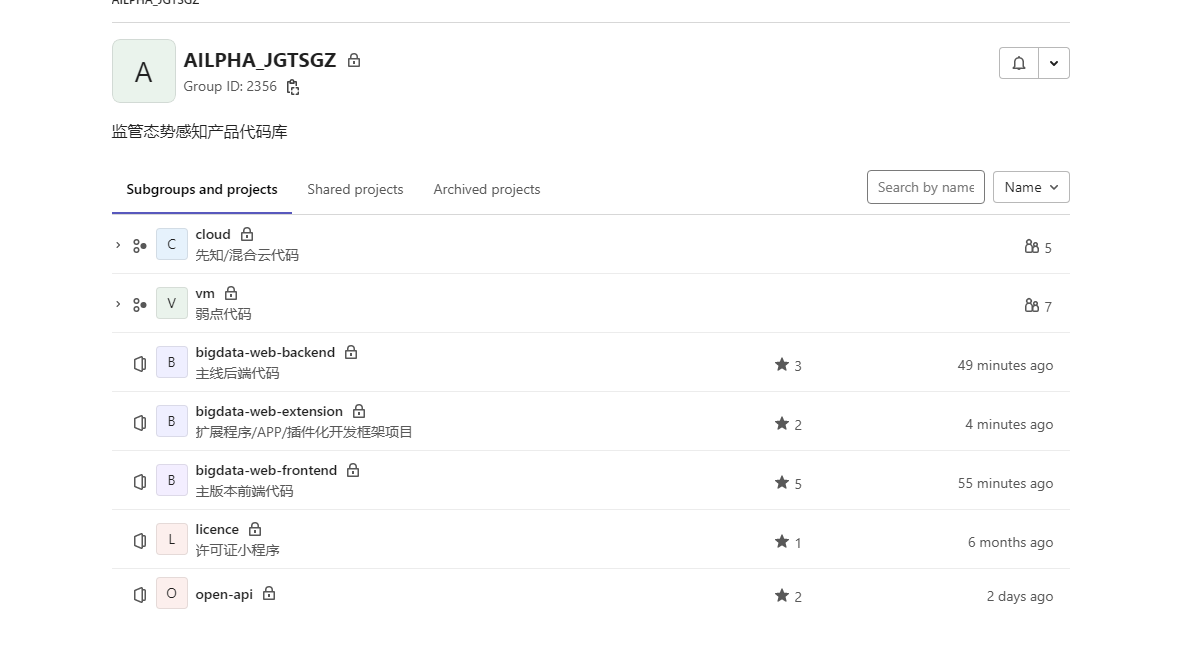 AILPHA_JGTSGZ
A
AILPHA_JGTSGZ
Group ID: 2356
监管态势感知产品代码库
Subgroups and projects
Shared projects
Archived projects
Search by name
Name
C
cloud
先知/混合云代码
5
V
vm
弱点代码
7
B
bigdata-web-backend
主线后端代码
3
49 minutes ago
B
bigdata-web-extension
扩展程序/APP/插件化开发框架项目
2
4 minutes ago
B
bigdata-web-frontend
主版本前端代码
5
55 minutes ago
L
licence
许可证小程序
1
6 months ago
O
open-api
2
2 days ago